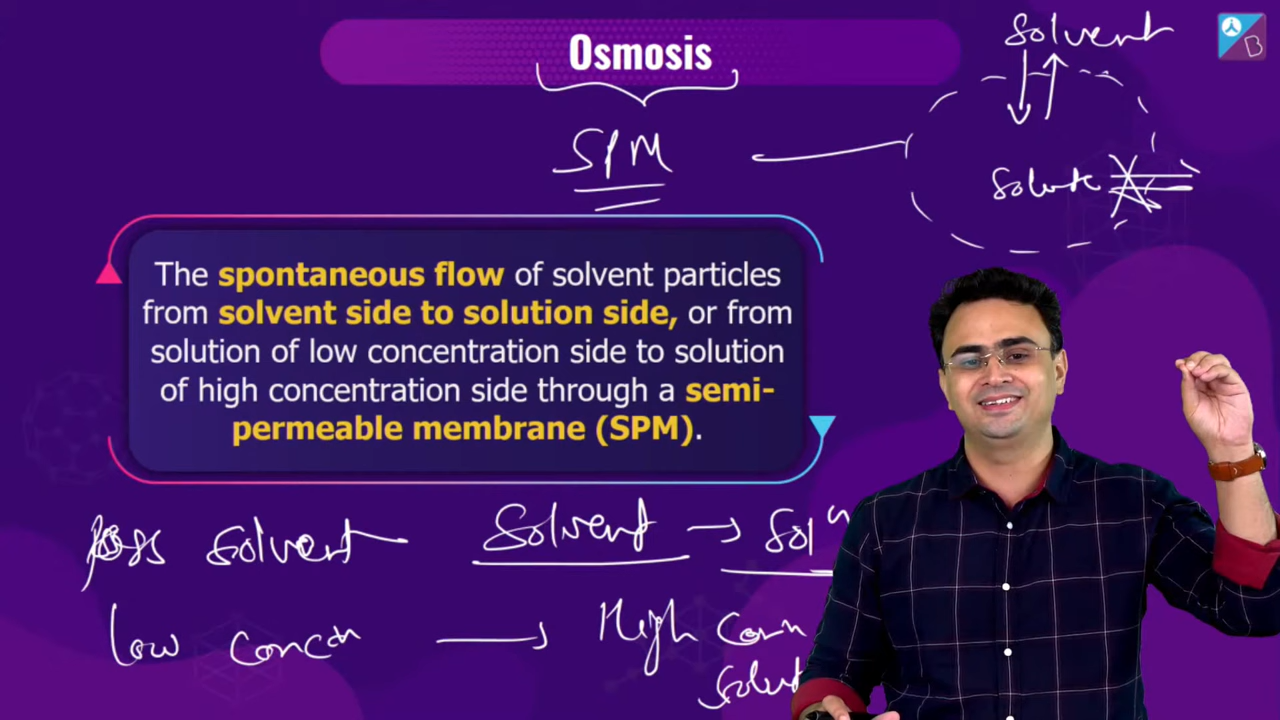 Osmosis
Solvent
SPM
Solute
B
The spontaneous flow of solvent particles
from solvent side to solution side, or from
solution of low concentration side to solution
of high concentration side through a semi-
permeable membrane (SPM).
solvent Solvent → Sol
low concn → High